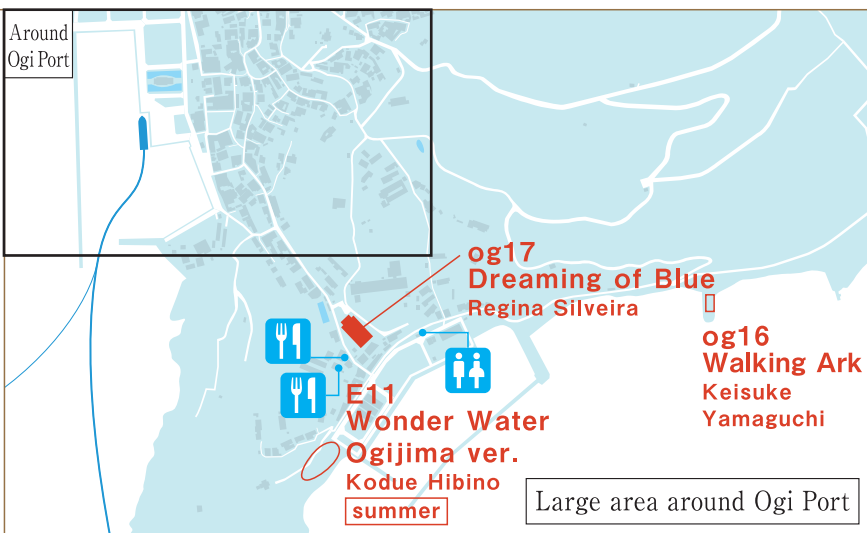 Around
Ogi Port
og17
Dreaming of Blue
Regina Silveira
og16
Walking Ark
Keisuke
Yamaguchi
E11
Wonder Water
Ogijima ver.
Kodue Hibino
summer
Large area around Ogi Port